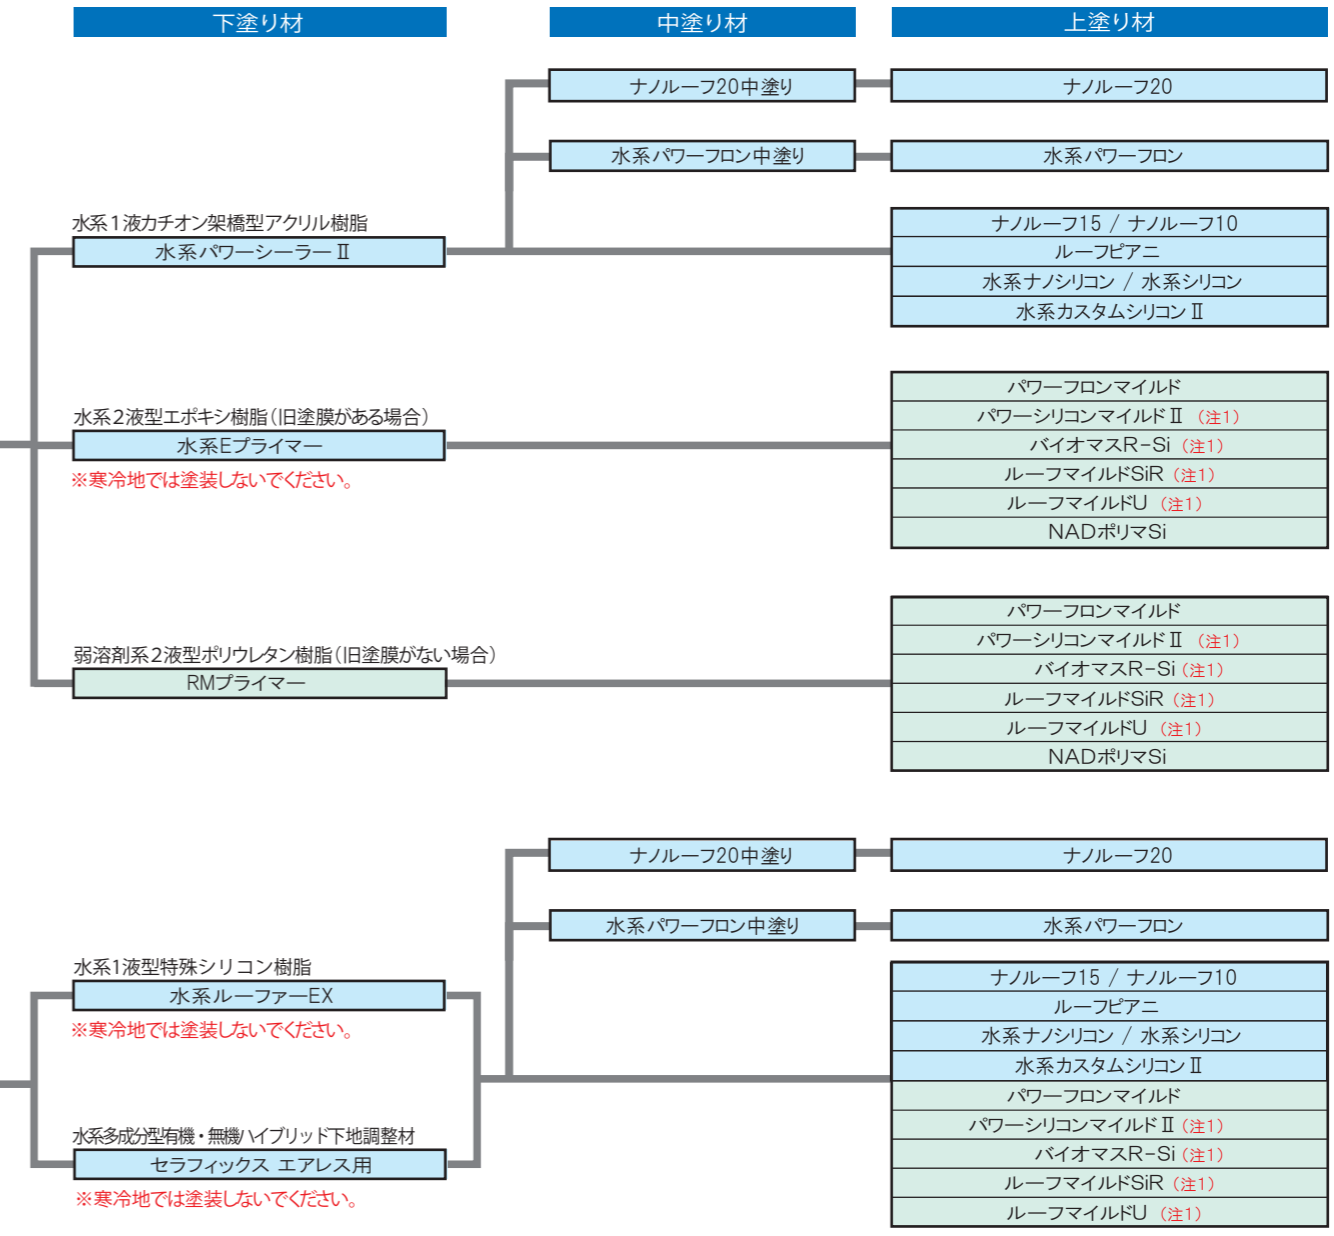 下塗り材
中塗り材
上塗り材
ナノルーフ20中塗り
ナノルーフ20
水系パワーフロン中塗り
水系パワーフロン
水系1液カチオン架橋型アクリル樹脂
水系パワーシーラーⅡ
ナノルーフ15 / ナノルーフ10
ルーフピアニ
水系ナノシリコン / 水系シリコン
水系カスタムシリコンⅡ
水系2液型エポキシ樹脂(旧塗膜がある場合)
水系Eプライマー
※寒冷地では塗装しないでください。
パワーフロンマイルド
パワーシリコンマイルドⅡ (注1)
バイオマスR-Si (注1)
ルーフマイルドSiR (注1)
ルーフマイルドU (注1)
NADポリマSi
弱溶剤系2液型ポリウレタン樹脂(旧塗膜がない場合)
RMプライマー
パワーフロンマイルド
パワーシリコンマイルドⅡ (注1)
バイオマスR-Si (注1)
ルーフマイルドSiR (注1)
ルーフマイルドU (注1)
NADポリマSi
ナノルーフ20中塗り
ナノルーフ20
水系パワーフロン中塗り
水系パワーフロン
水系1液型特殊シリコン樹脂
水系ルーファーEX
※寒冷地では塗装しないでください。
水系多成分型有機・無機ハイブリッド下地調整材
セラフィックス エアレス用
※寒冷地では塗装しないでください。
ナノルーフ15 / ナノルーフ10
ルーフピアニ
水系ナノシリコン / 水系シリコン
水系カスタムシリコンⅡ
パワーフロンマイルド
パワーシリコンマイルドⅡ (注1)
バイオマスR-Si (注1)
ルーフマイルドSiR (注1)
ルーフマイルドU (注1)